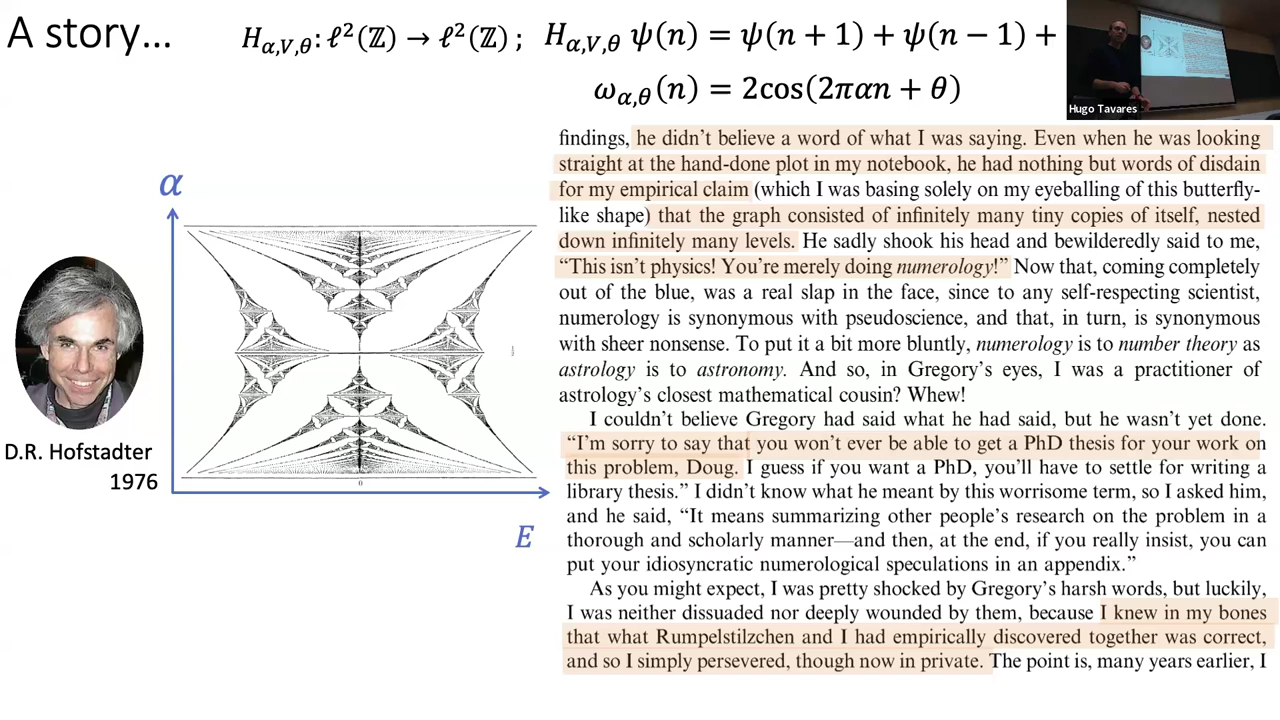 A story...
H_{α,V,θ}: ℓ²(ℤ) → ℓ²(ℤ) ; H_{α,V,θ} ψ(n) = ψ(n + 1) + ψ(n − 1) +
ω_{α,θ}(n) = 2cos(2παn + θ)
Hugo Tavares
α
0
E
D.R. Hofstadter
1976
findings, he didn’t believe a word of what I was saying. Even when he was looking
straight at the hand-done plot in my notebook, he had nothing but words of disdain
for my empirical claim (which I was basing solely on my eyeballing of this butterfly-
like shape) that the graph consisted of infinitely many tiny copies of itself, nested
down infinitely many levels. He sadly shook his head and bewilderedly said to me,
“This isn’t physics! You’re merely doing numerology!” Now that, coming completely
out of the blue, was a real slap in the face, since to any self-respecting scientist,
numerology is synonymous with pseudoscience, and that, in turn, is synonymous
with sheer nonsense. To put it a bit more bluntly, numerology is to number theory as
astrology is to astronomy. And so, in Gregory’s eyes, I was a practitioner of
astrology’s closest mathematical cousin? Whew!
I couldn’t believe Gregory had said what he had said, but he wasn’t yet done.
“I’m sorry to say that you won’t ever be able to get a PhD thesis for your work on
this problem, Doug. I guess if you want a PhD, you’ll have to settle for writing a
library thesis.” I didn’t know what he meant by this worrisome term, so I asked him,
and he said, “It means summarizing other people’s research on the problem in a
thorough and scholarly manner—and then, at the end, if you really insist, you can
put your idiosyncratic numerological speculations in an appendix.”
As you might expect, I was pretty shocked by Gregory’s harsh words, but luckily,
I was neither dissuaded nor deeply wounded by them, because I knew in my bones
that what Rumpelstilzchen and I had empirically discovered together was correct,
and so I simply persevered, though now in private. The point is, many years earlier, I